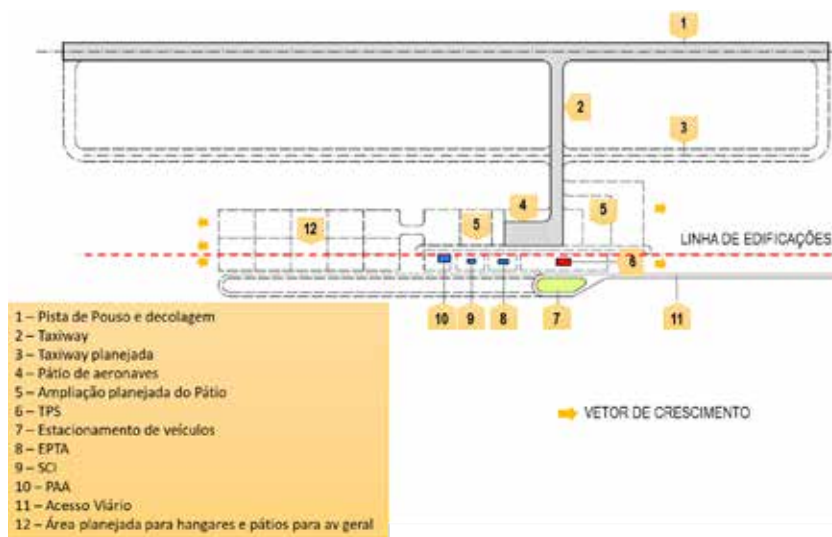 1
2
3
4
5
5
12
LINHA DE EDIFICAÇÕES
6
10
9
8
7
11
VETOR DE CRESCIMENTO
1 – Pista de Pouso e decolagem
2 – Taxiway
3 – Taxiway planejada
4 – Pátio de aeronaves
5 – Ampliação planejada do Pátio
6 – TPS
7 – Estacionamento de veículos
8 – EPTA
9 – SCI
10 – PAA
11 – Acesso Viário
12 – Área planejada para hangares e pátios para av geral